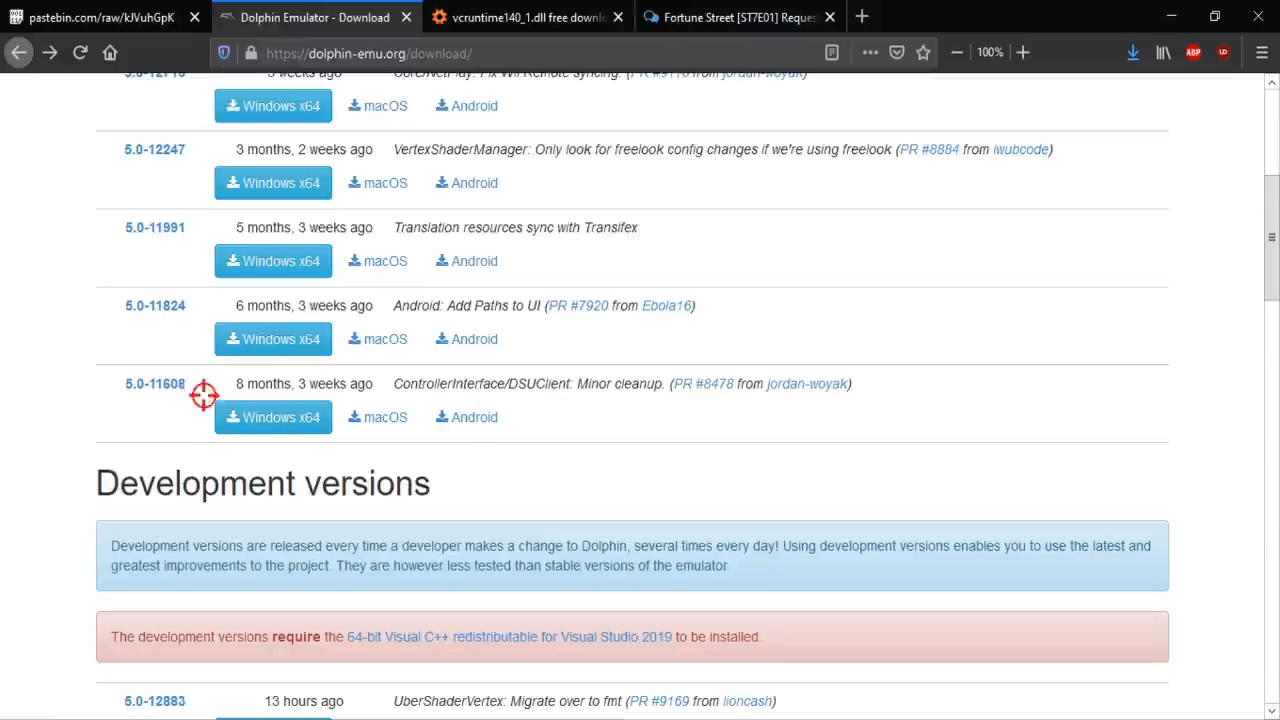 pastebin.com/raw/kJVuhGpK
Dolphin Emulator - Download
vcruntime140_1.dll free downl
Fortune Street [ST7E01] Reques
https://dolphin-emu.org/download/
100%
ABP
Windows x64 macOS Android
5.0-12247 3 months, 2 weeks ago VertexShaderManager: Only look for freelook config changes if we're using freelook (PR #8884 from iwubcode)
Windows x64 macOS Android
5.0-11991 5 months, 3 weeks ago Translation resources sync with Transifex
Windows x64 macOS Android
5.0-11824 6 months, 3 weeks ago Android: Add Paths to UI (PR #7920 from Ebola16)
Windows x64 macOS Android
5.0-11608 8 months, 3 weeks ago ControllerInterface/DSUClient: Minor cleanup. (PR #8478 from jordan-woyak)
Windows x64 macOS Android
Development versions
Development versions are released every time a developer makes a change to Dolphin, several times every day! Using development versions enables you to use the latest and
greatest improvements to the project. They are however less tested than stable versions of the emulator.
The development versions require the 64-bit Visual C++ redistributable for Visual Studio 2019 to be installed.
5.0-12883 13 hours ago UberShaderVertex: Migrate over to fmt (PR #9169 from lioncash)